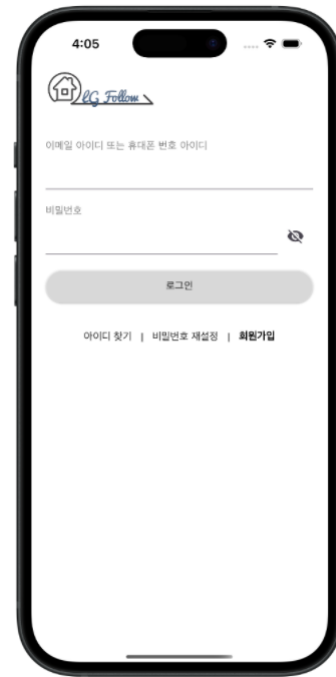 4:05
LG Follow
이메일 아이디 또는 휴대폰 번호 아이디
비밀번호
로그인
아이디 찾기 | 비밀번호 재설정 | 회원가입